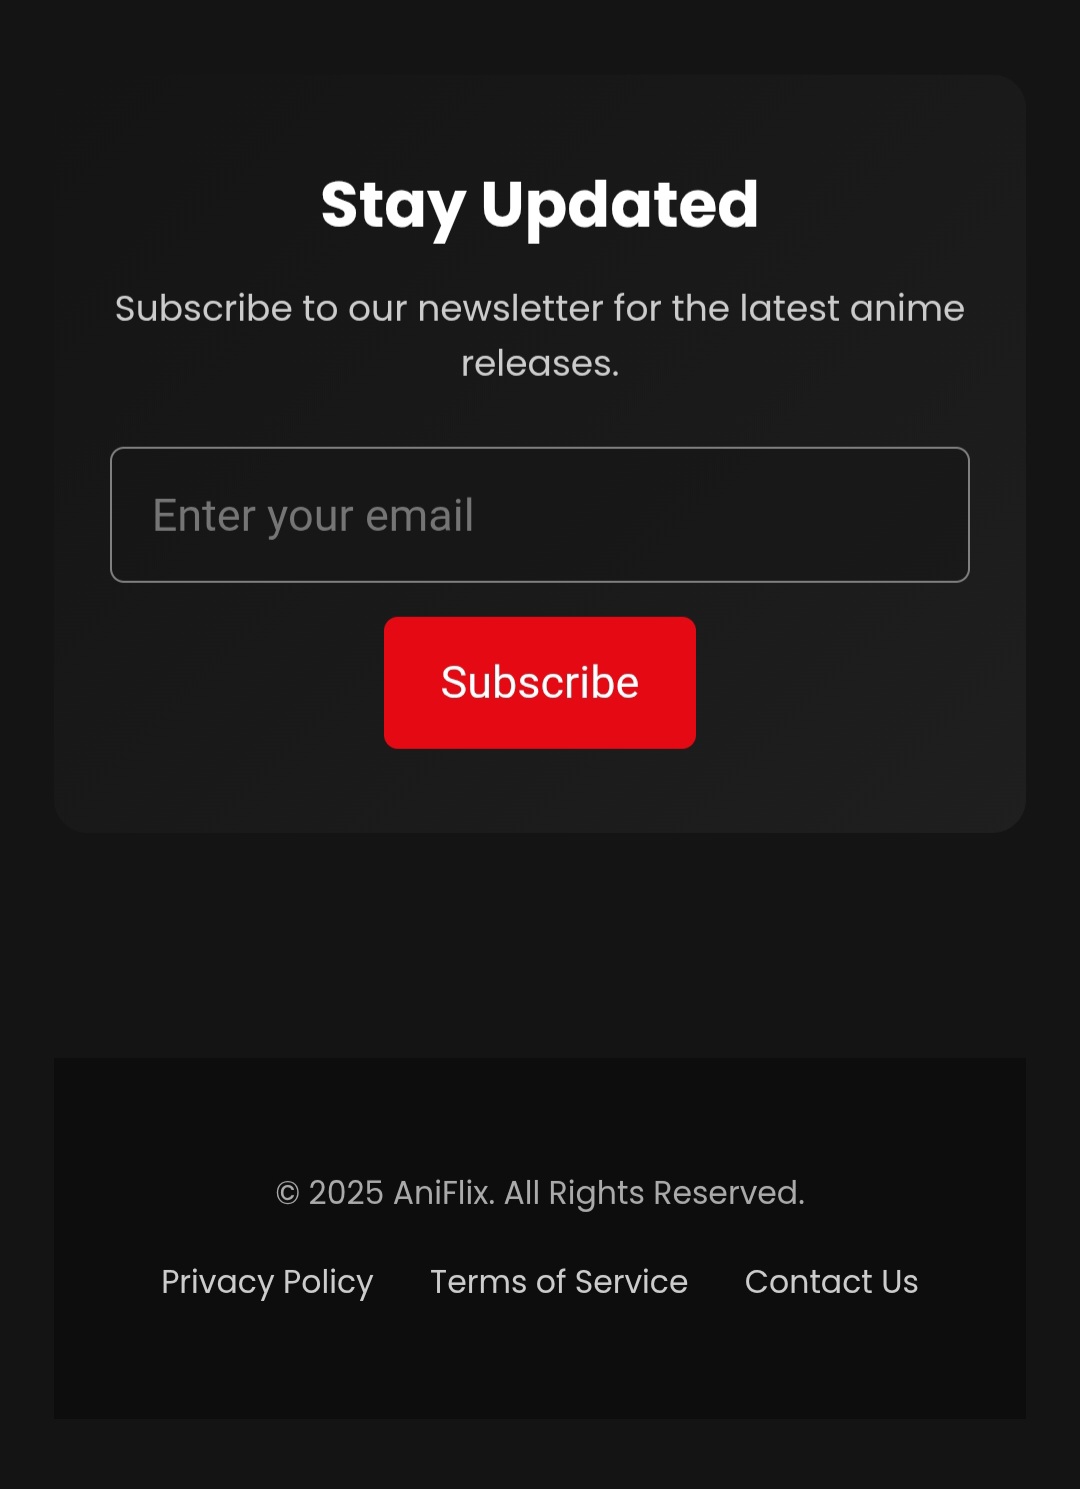 Stay Updated
Subscribe to our newsletter for the latest anime
releases.
Enter your email
Subscribe
© 2025 AniFlix. All Rights Reserved.
Privacy Policy Terms of Service Contact Us